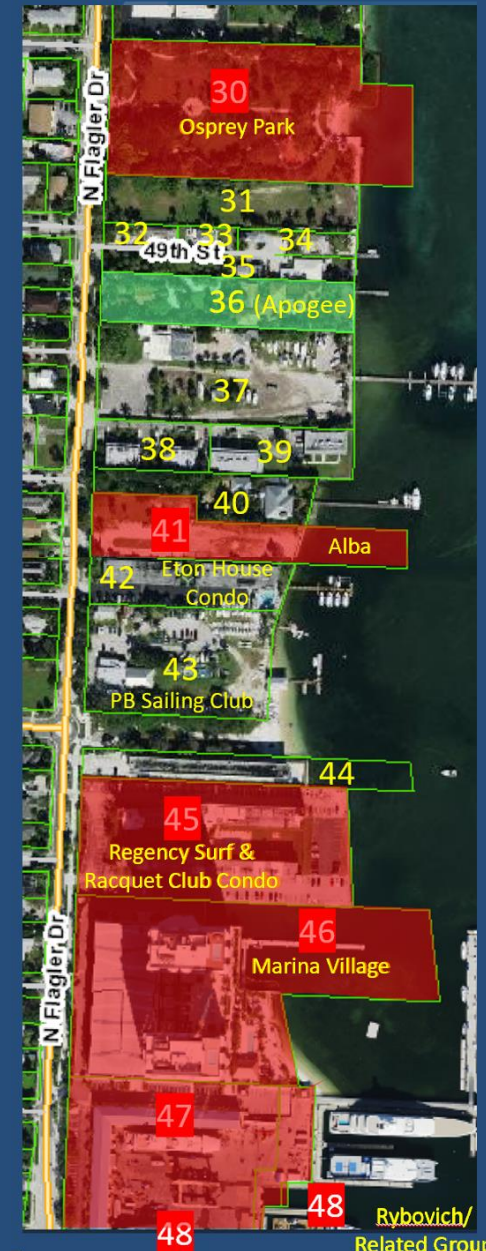 N Flagler Dr
30
Osprey Park
31
32
33
34
49th St
35
36 (Apogee)
37
38
39
40
41
Alba
42
Eton House
Condo
43
PB Sailing Club
44
45
Regency Surf &
Racquet Club Condo
46
Marina Village
N Flagler Dr
47
48
48
Rybovich/
Related Group